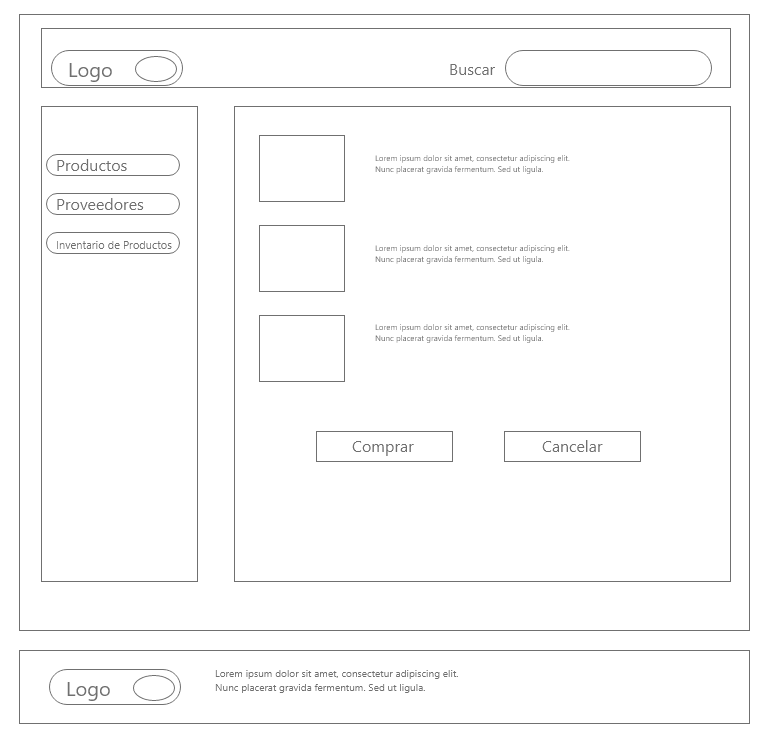 Logo
Buscar
Productos
Proveedores
Inventario de Productos
Lorem ipsum dolor sit amet, consectetur adipiscing elit.
Nunc placerat gravida fermentum. Sed ut ligula.
Lorem ipsum dolor sit amet, consectetur adipiscing elit.
Nunc placerat gravida fermentum. Sed ut ligula.
Lorem ipsum dolor sit amet, consectetur adipiscing elit.
Nunc placerat gravida fermentum. Sed ut ligula.
Comprar
Cancelar
Logo
Lorem ipsum dolor sit amet, consectetur adipiscing elit.
Nunc placerat gravida fermentum. Sed ut ligula.